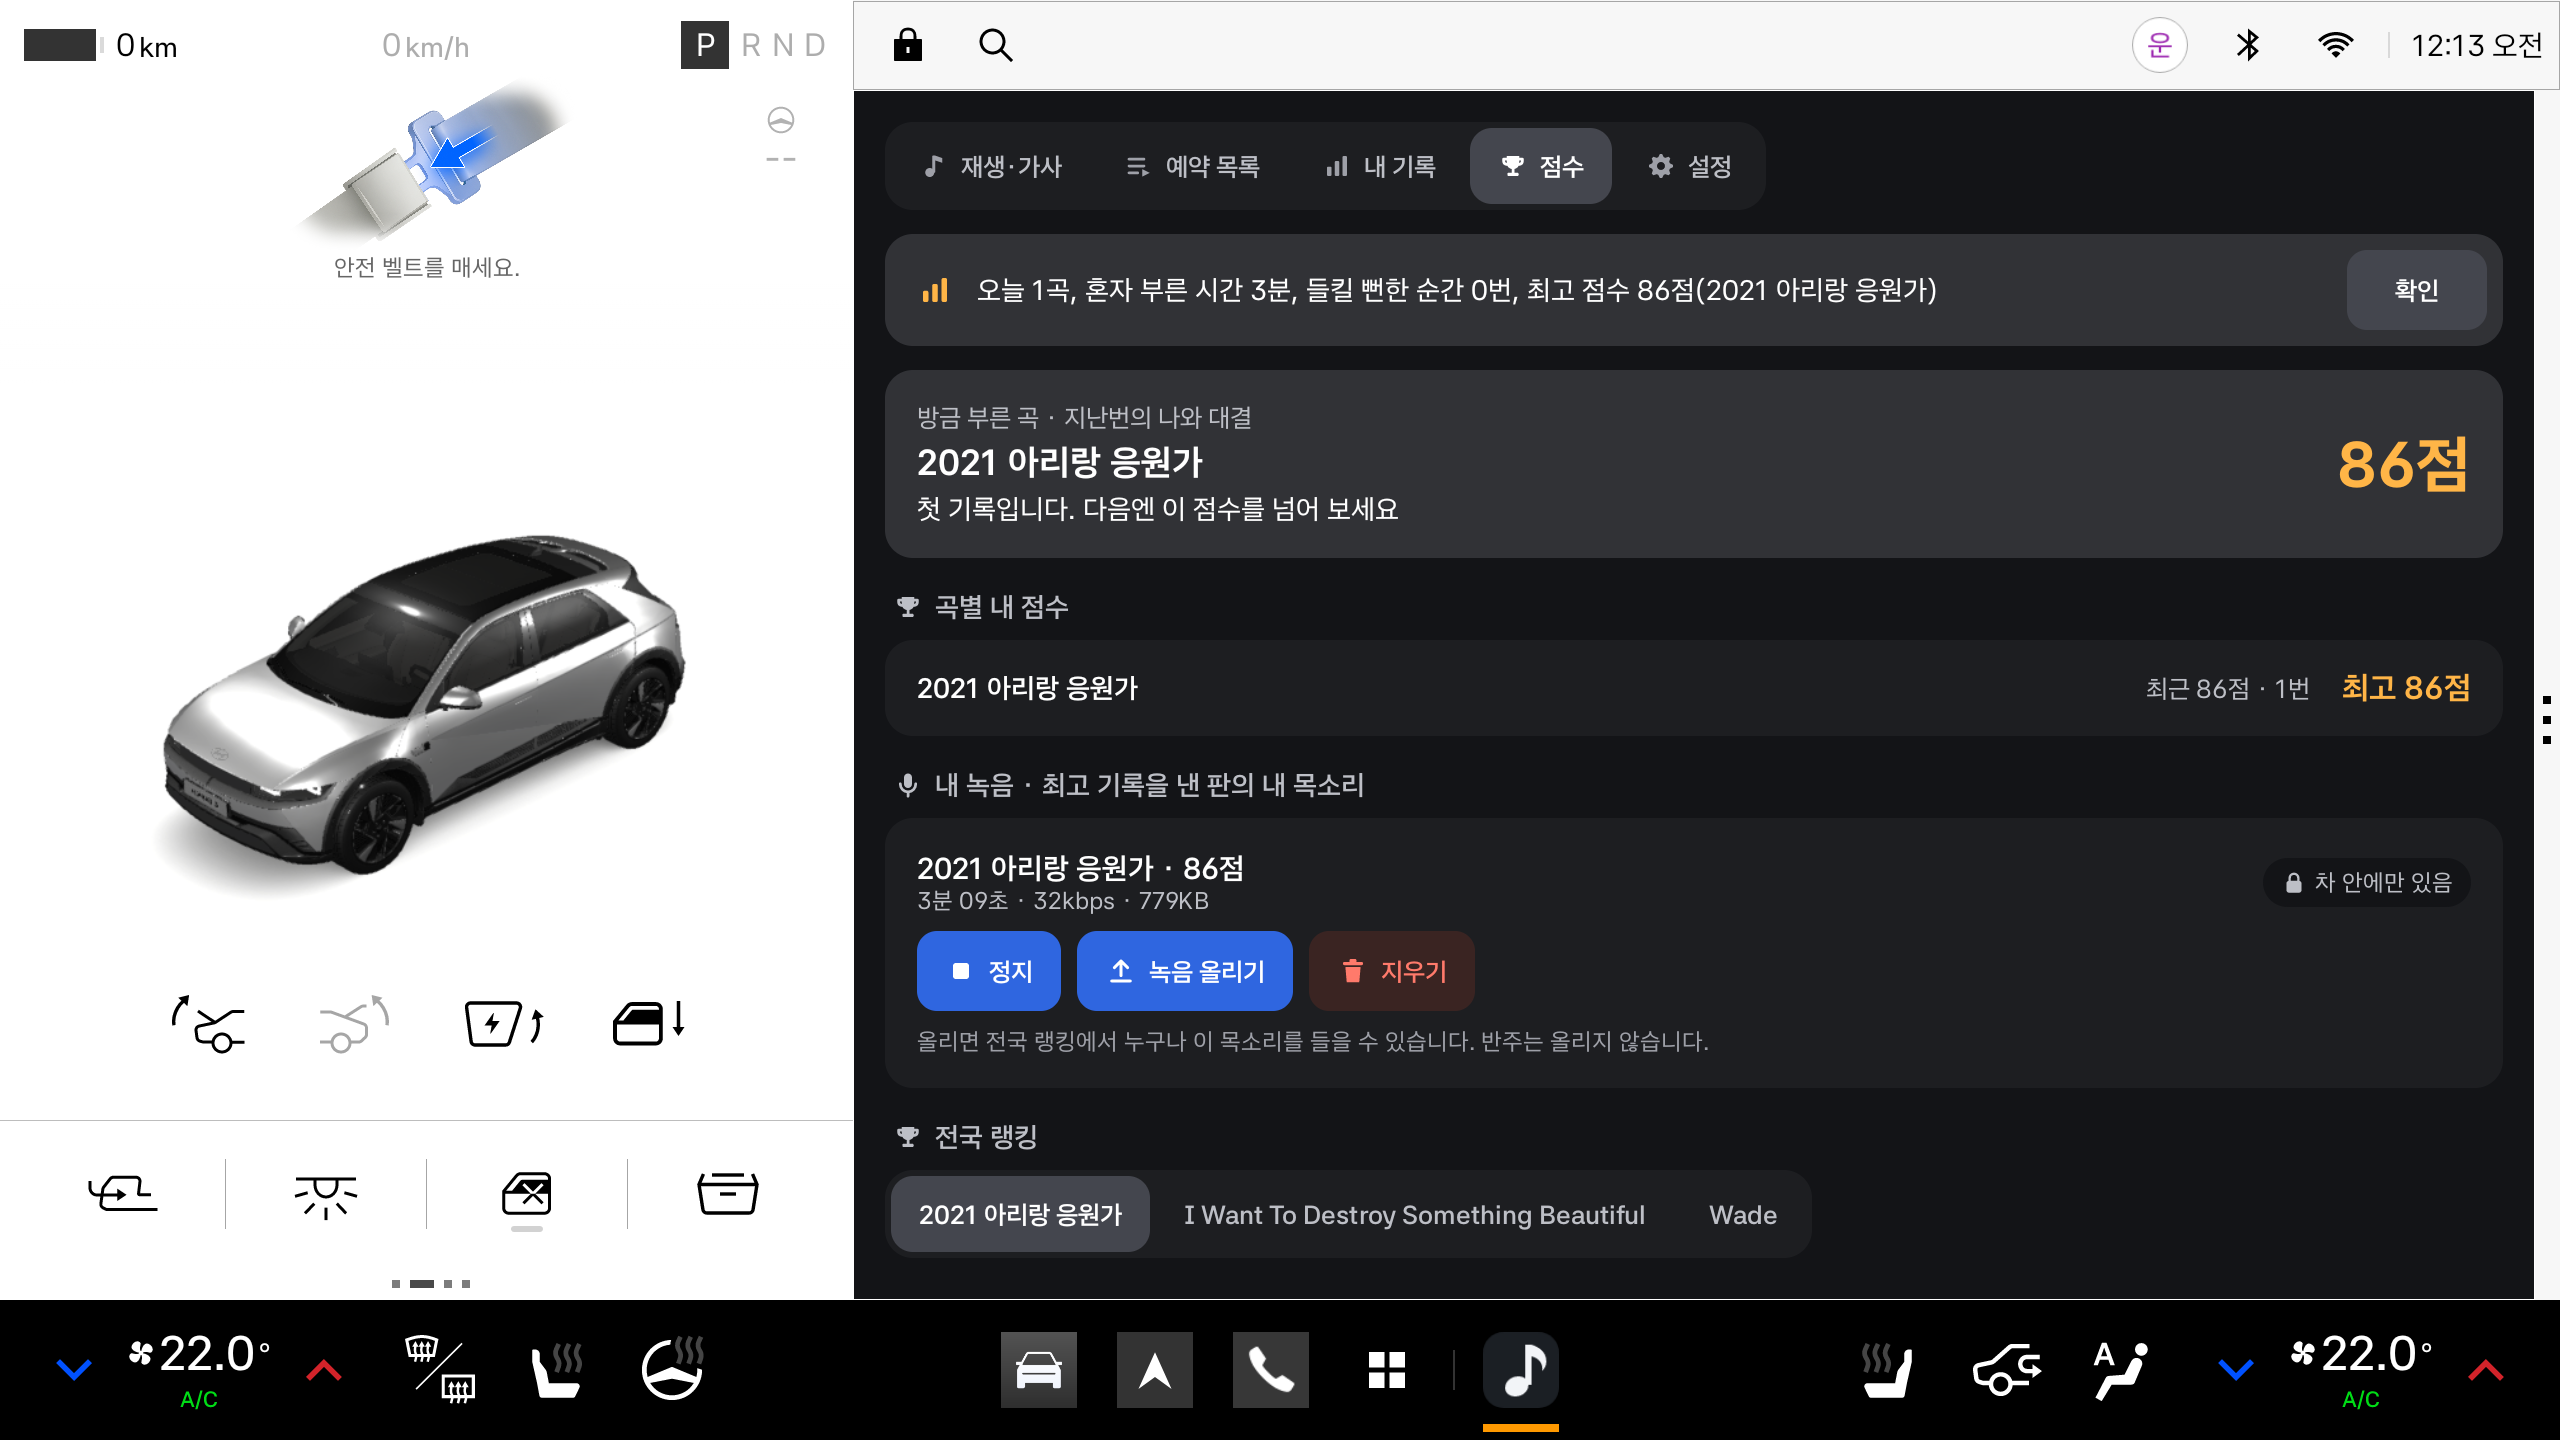 0 km
0 km/h
P R N D
운
12:13 오전
안전 벨트를 매세요.
재생·가사
예약 목록
내 기록
점수
설정
오늘 1곡, 혼자 부른 시간 3분, 들킬 뻔한 순간 0번, 최고 점수 86점(2021 아리랑 응원가)
확인
방금 부른 곡 · 지난번의 나와 대결
2021 아리랑 응원가
첫 기록입니다. 다음엔 이 점수를 넘어 보세요
86점
곡별 내 점수
2021 아리랑 응원가
최근 86점 · 1번
최고 86점
내 녹음 · 최고 기록을 낸 판의 내 목소리
2021 아리랑 응원가 · 86점
3분 09초 · 32kbps · 779KB
차 안에만 있음
정지
녹음 올리기
지우기
올리면 전국 랭킹에서 누구나 이 목소리를 들을 수 있습니다. 반주는 올리지 않습니다.
전국 랭킹
2021 아리랑 응원가
I Want To Destroy Something Beautiful
Wade
22.0°
A/C
A
22.0°
A/C